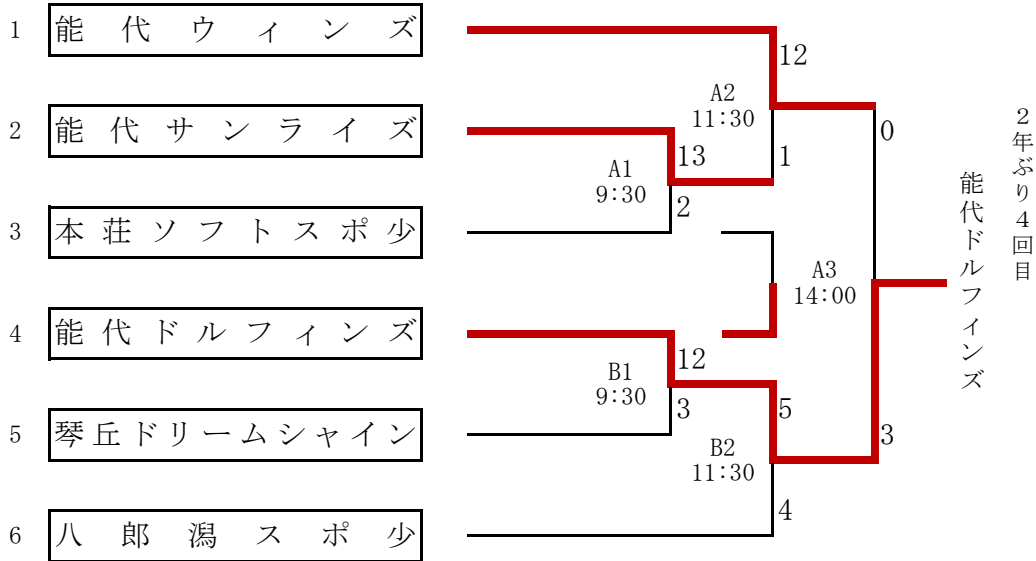 1 能代ウィンズ
12
A2
11:30
2 能代サンライズ
0
13
1
A1
9:30
2
3 本荘ソフトスポ少
A3
14:00
4 能代ドルフィンズ
12
B1
9:30
3
5
5 琴丘ドリームシャイン
3
B2
11:30
4
6 八郎潟スポ少
2年ぶり4回目
能代ドルフィンズ